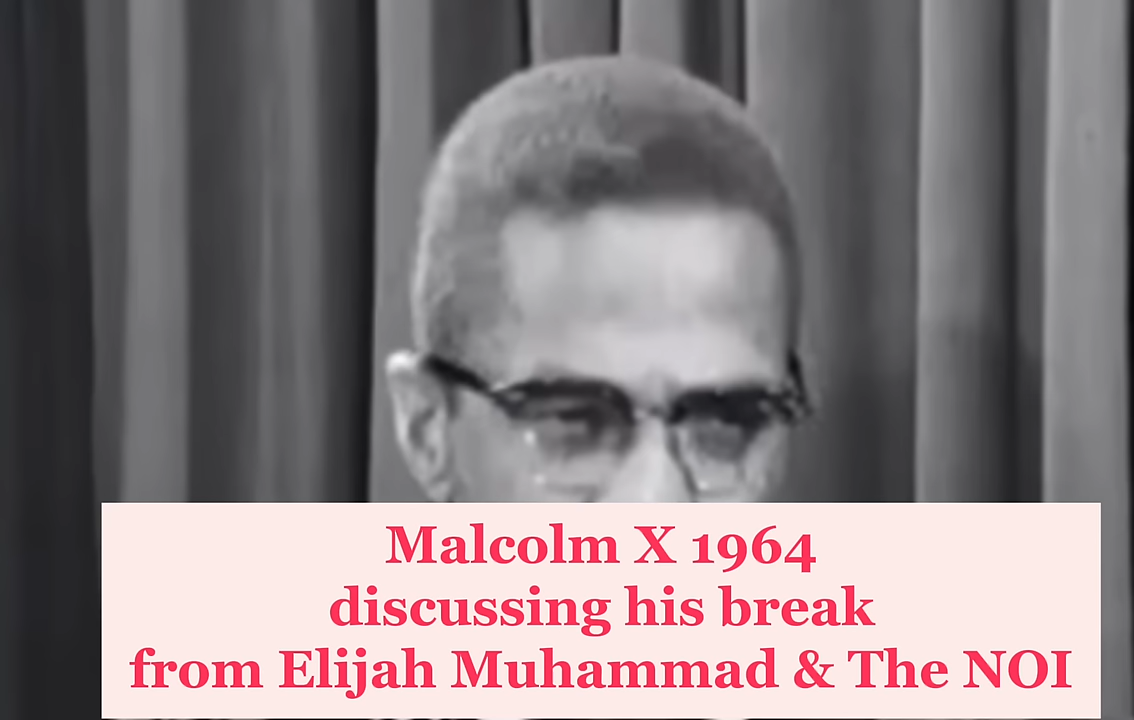 Malcolm X 1964
discussing his break
from Elijah Muhammad & The NOI